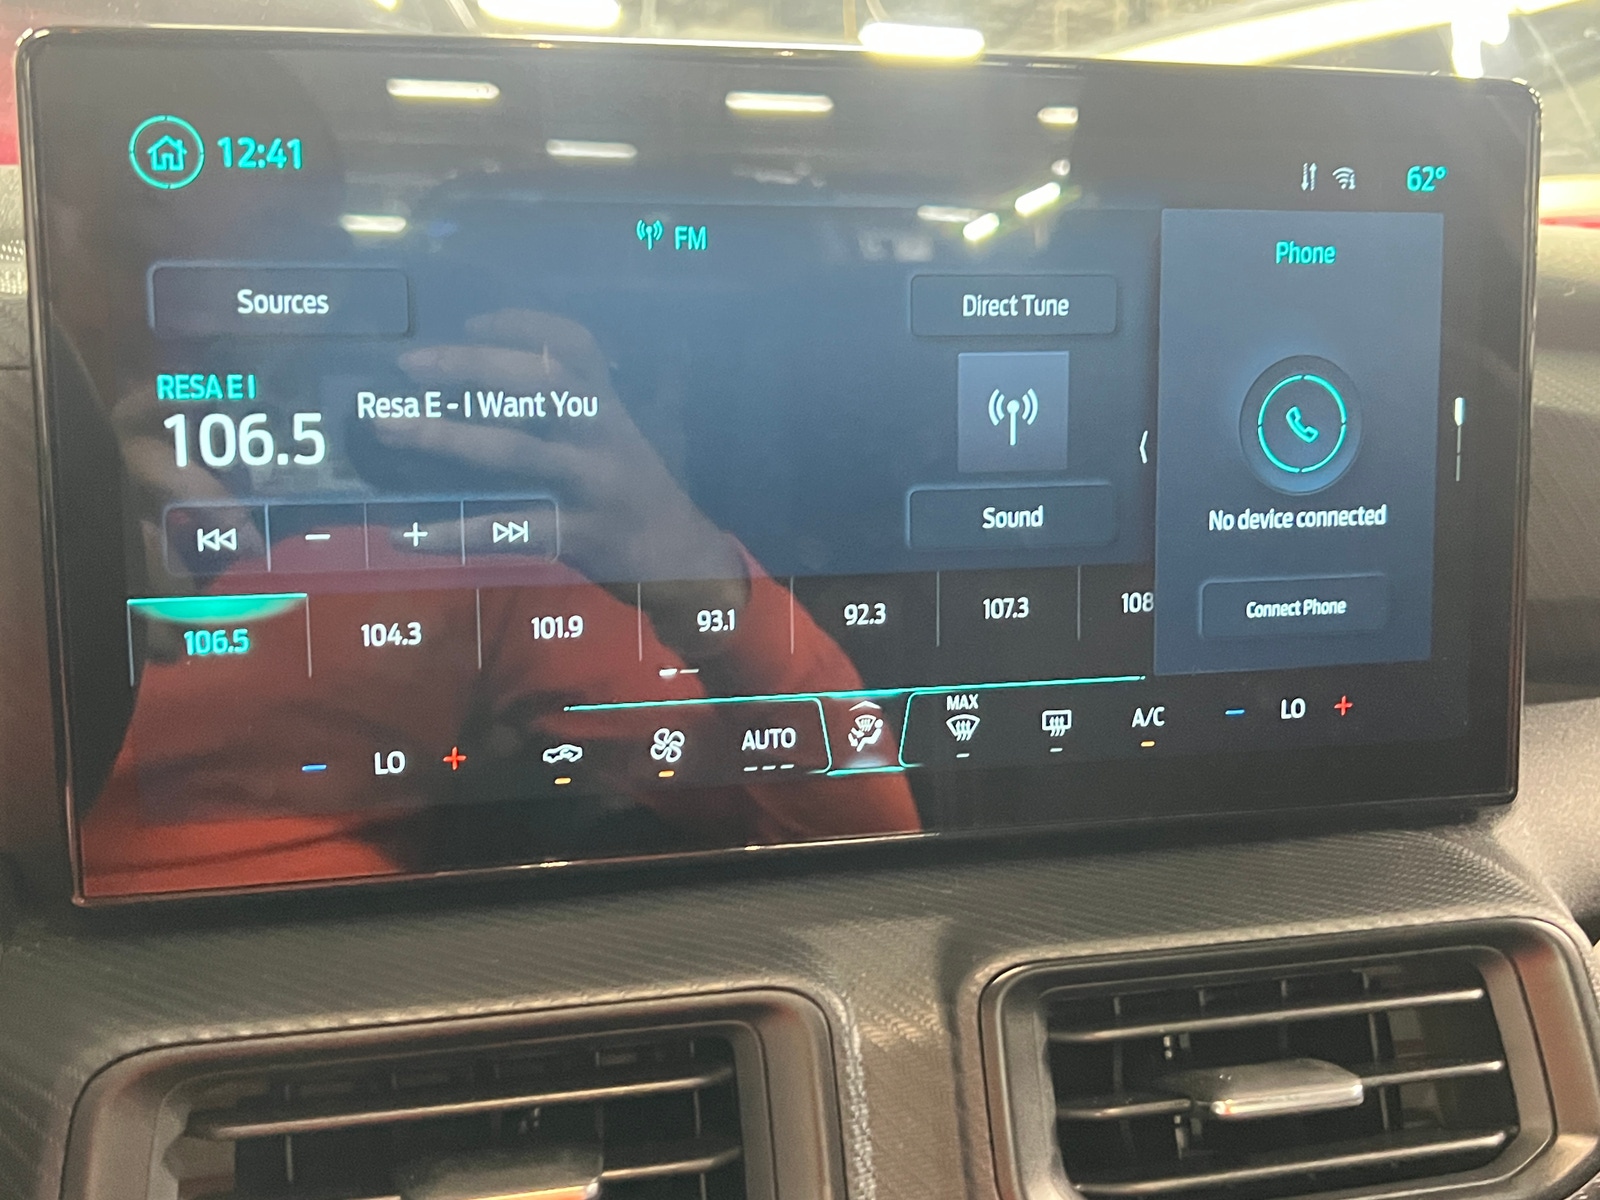 12:41
62°
FM
Phone
Sources
Direct Tune
RESA E I
106.5
Resa E - I Want You
Sound
No device connected
Connect Phone
106.5
104.3
101.9
93.1
92.3
107.3
108
LO
AUTO
MAX
A/C
LO